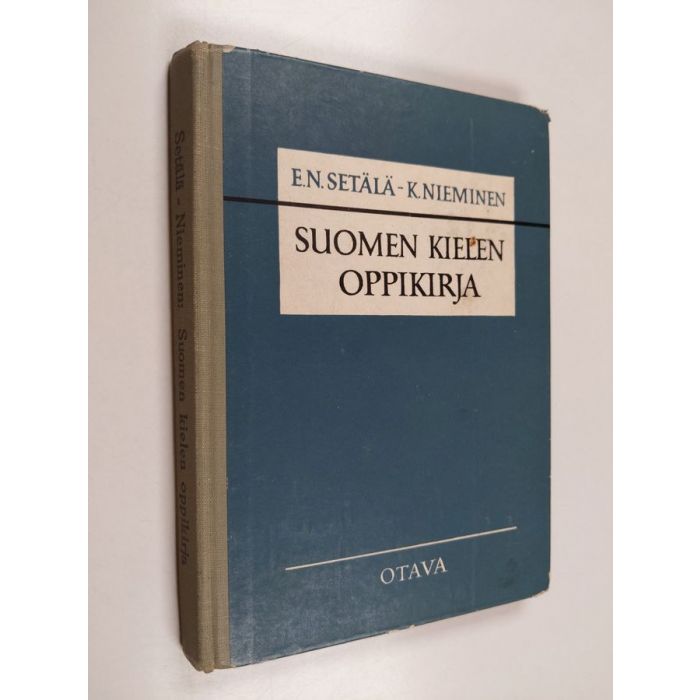 E.N. SETÄLÄ - K. NIEMINEN
SUOMEN KIELEN
OPPIKIRJA
OTAVA
Setälä - Nieminen: Suomen kielen oppikirja